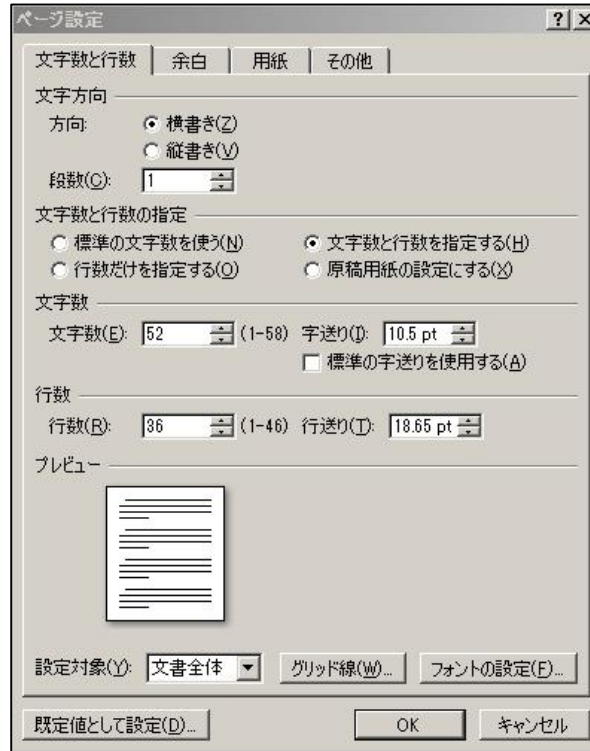 ページ設定
文字数と行数 余白 用紙 その他
文字方向
方向: 横書き(Z)
縦書き(V)
段数(C): 1
文字数と行数の指定
標準の文字数を使う(N) 文字数と行数を指定する(H)
行数だけを指定する(O) 原稿用紙の設定にする(X)
文字数
文字数(E): 52 (1-58) 字送り(I): 10.5 pt
標準の字送りを使用する(A)
行数
行数(R): 36 (1-46) 行送り(T): 18.65 pt
プレビュー
設定対象(Y): 文書全体 グリッド線(W)... フォントの設定(F)...
既定値として設定(D)... OK キャンセル